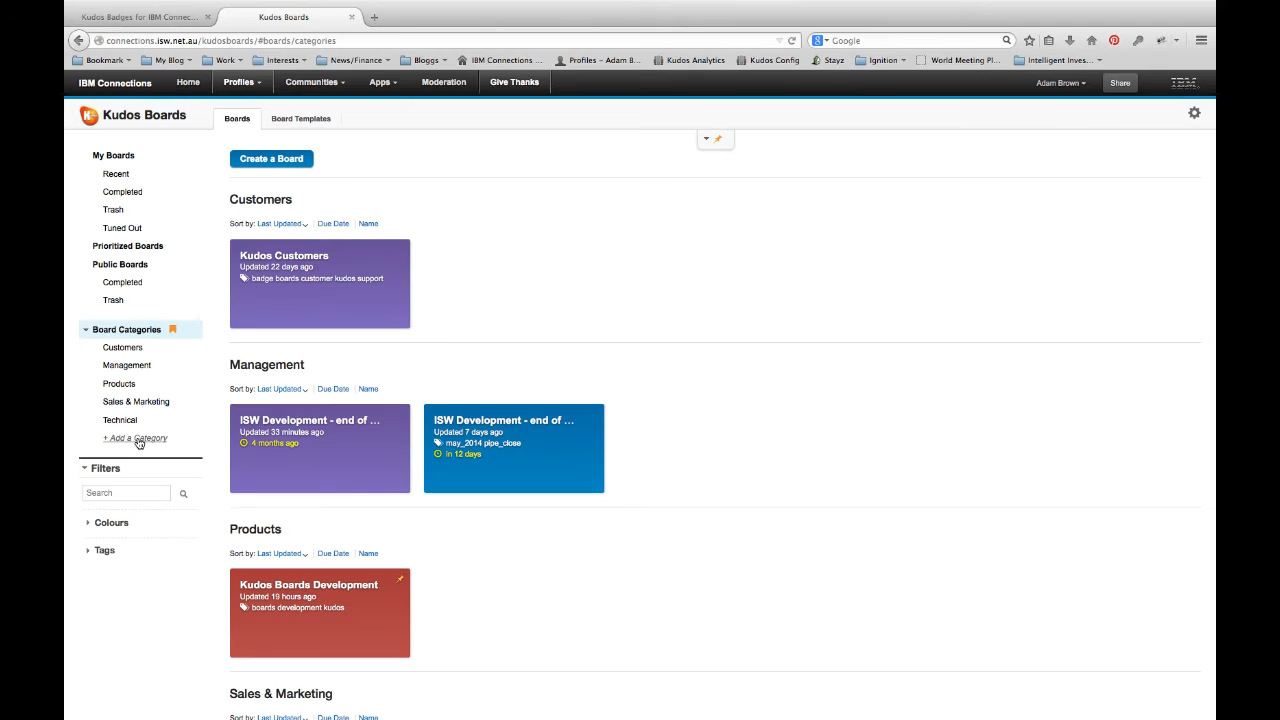 Kudos Badges for IBM Connec...
Kudos Boards
connections.isw.net.au/kudosboards/#boards/categories
Google
Bookmark
My Blog
Work
Interests
News/Finance
Bloggs
IBM Connections ...
Profiles – Adam B...
Kudos Analytics
Kudos Config
Stayz
Ignition
World Meeting Pl...
Intelligent Inves...
IBM Connections
Home
Profiles
Communities
Apps
Moderation
Give Thanks
Adam Brown
Share
IBM
Kudos Boards
Boards
Board Templates
My Boards
Recent
Completed
Trash
Tuned Out
Prioritized Boards
Public Boards
Completed
Trash
Board Categories
Customers
Management
Products
Sales & Marketing
Technical
+ Add a Category
Filters
Search
Colours
Tags
Create a Board
Customers
Sort by: Last Updated | Due Date | Name
Kudos Customers
Updated 22 days ago
badge boards customer kudos support
Management
Sort by: Last Updated | Due Date | Name
ISW Development - end of ...
Updated 33 minutes ago
4 months ago
ISW Development - end of ...
Updated 7 days ago
may_2014 pipe_close
in 12 days
Products
Sort by: Last Updated | Due Date | Name
Kudos Boards Development
Updated 19 hours ago
boards development kudos
Sales & Marketing
Sort by: Last Updated | Due Date | Name